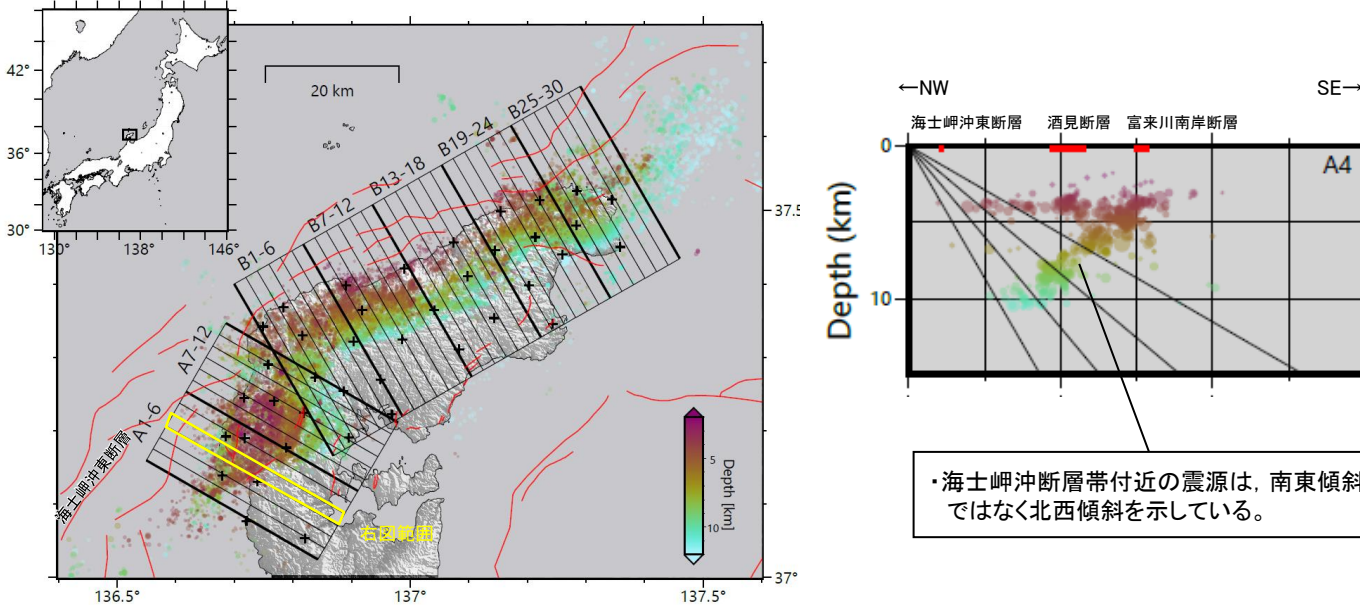 42°
36°
30°
130°
138°
146°
20 km
B1-6
B7-12
B13-18
B19-24
B25-30
A7-12
A1-6
海士岬沖東断層
右図範囲
5
10
Depth [km]
136.5°
137°
137.5°
37.5
37°
←NW
SE→
海士岬沖東断層
酒見断層
富来川南岸断層
0
10
Depth (km)
A4
・海士岬沖断層帯付近の震源は, 南東傾斜
ではなく北西傾斜を示している。